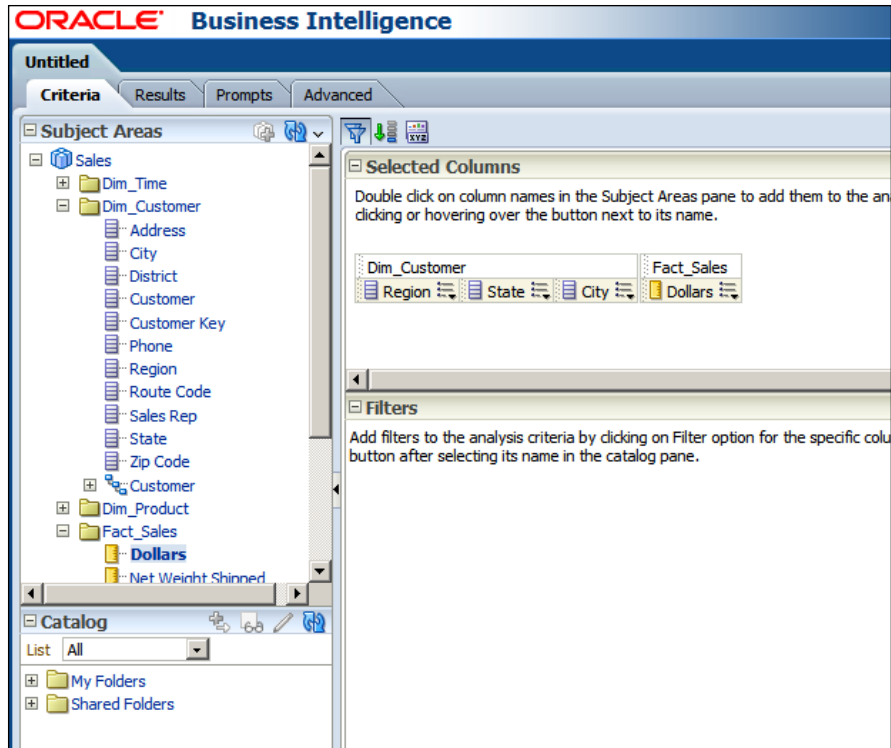 ORACLE Business Intelligence
Untitled
Criteria Results Prompts Advanced
Subject Areas
Sales
Dim_Time
Dim_Customer
Address
City
District
Customer
Customer Key
Phone
Region
Route Code
Sales Rep
State
Zip Code
Customer
Dim_Product
Fact_Sales
Dollars
Net Weight Shipped
Catalog
List All
My Folders
Shared Folders
XYZ
Selected Columns
Double click on column names in the Subject Areas pane to add them to the an
clicking or hovering over the button next to its name.
Dim_Customer Fact_Sales
Region State City Dollars
Filters
Add filters to the analysis criteria by clicking on Filter option for the specific colu
button after selecting its name in the catalog pane.